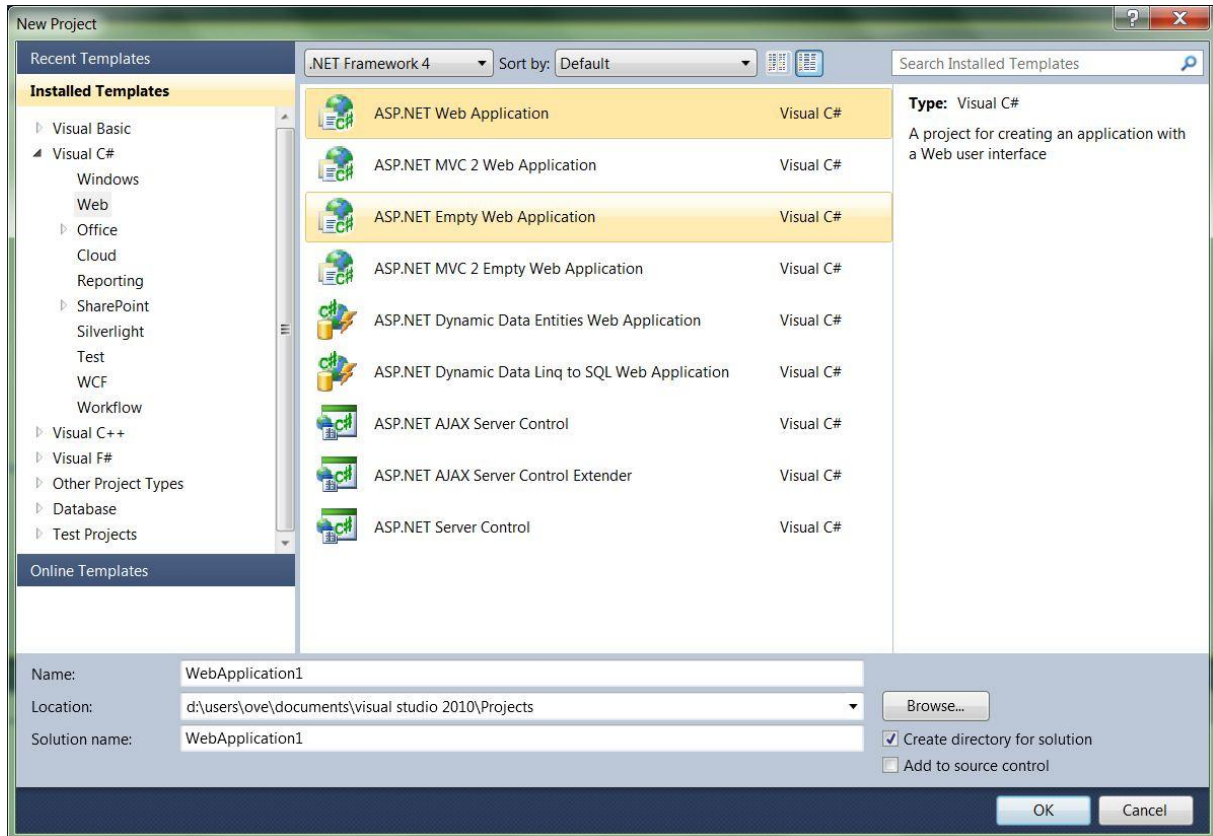 New Project
Recent Templates
Installed Templates
Visual Basic
Visual C#
Windows
Web
Office
Cloud
Reporting
SharePoint
Silverlight
Test
WCF
Workflow
Visual C++
Visual F#
Other Project Types
Database
Test Projects
Online Templates
.NET Framework 4 Sort by: Default
ASP.NET Web Application Visual C#
ASP.NET MVC 2 Web Application Visual C#
ASP.NET Empty Web Application Visual C#
ASP.NET MVC 2 Empty Web Application Visual C#
ASP.NET Dynamic Data Entities Web Application Visual C#
ASP.NET Dynamic Data Linq to SQL Web Application Visual C#
ASP.NET AJAX Server Control Visual C#
ASP.NET AJAX Server Control Extender Visual C#
ASP.NET Server Control Visual C#
Search Installed Templates
Type: Visual C#
A project for creating an application with
a Web user interface
Name: WebApplication1
Location: d:\users\ove\documents\visual studio 2010\Projects Browse...
Solution name: WebApplication1
Create directory for solution
Add to source control
OK Cancel